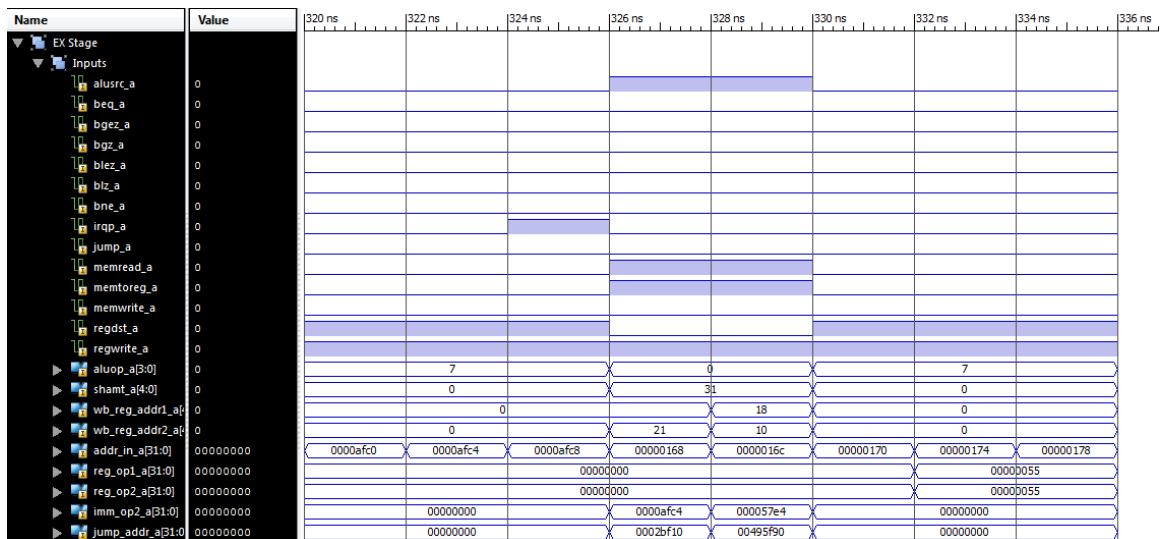 Name Value 320 ns 322 ns 324 ns 326 ns 328 ns 330 ns 332 ns 334 ns 336 ns
EX Stage
Inputs
alusrc_a 0
beq_a 0
bgez_a 0
bgz_a 0
blez_a 0
blz_a 0
bne_a 0
irqp_a 0
jump_a 0
memread_a 0
memtoreg_a 0
memwrite_a 0
regdst_a 0
regwrite_a 0
aluop_a[3:0] 0 7 0 7
shamt_a[4:0] 0 0 31 0
wb_reg_addr1_a[4 0 0 18 0
wb_reg_addr2_a[4 0 0 21 10 0
addr_in_a[31:0] 00000000 0000afc0 0000afc4 0000afc8 00000168 0000016c 00000170 00000174 00000178
reg_op1_a[31:0] 00000000 00000000 00000055
reg_op2_a[31:0] 00000000 00000000 00000055
imm_op2_a[31:0] 00000000 00000000 0000afc4 000057e4 00000000
jump_addr_a[31:0 00000000 00000000 0002bf10 00495f90 00000000